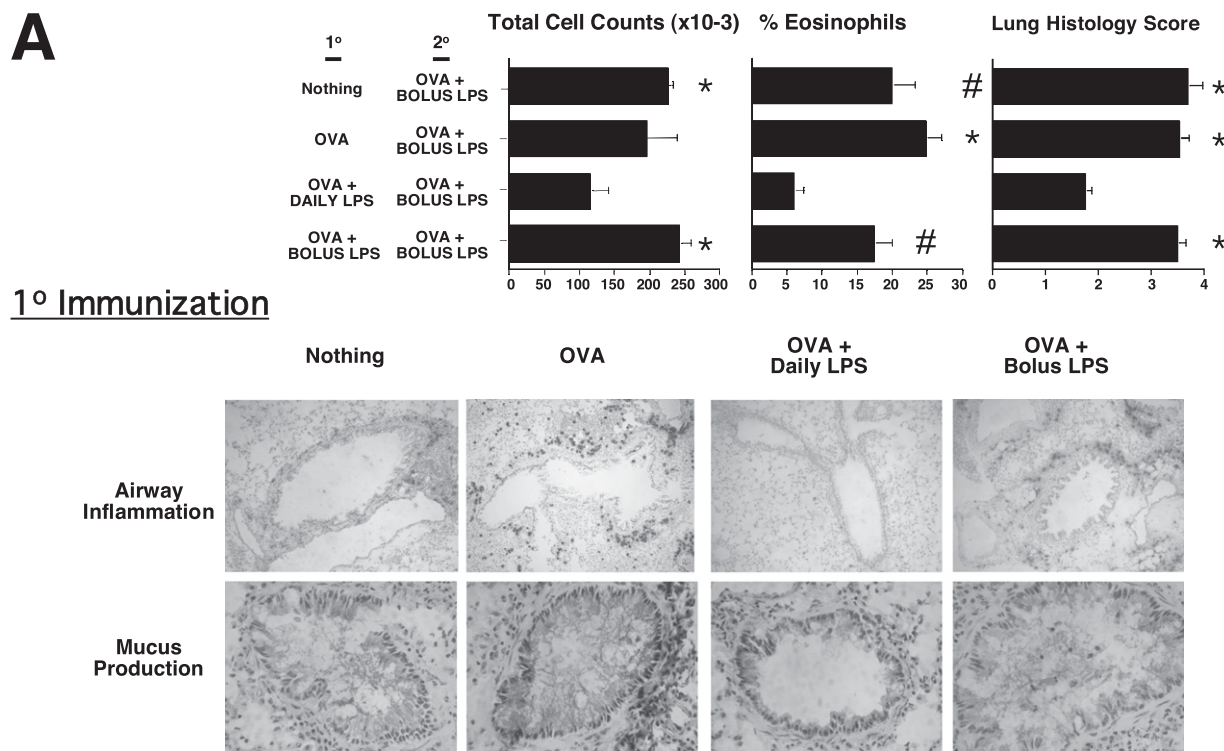 A
Total Cell Counts (x10-3)
% Eosinophils
Lung Histology Score
1º
2º
Nothing
OVA +
BOLUS LPS
*
#
*
OVA
OVA +
BOLUS LPS
*
*
OVA +
DAILY LPS
OVA +
BOLUS LPS
OVA +
BOLUS LPS
OVA +
BOLUS LPS
*
#
*
0 50 100 150 200 250 300
0 5 10 15 20 25 30
0 1 2 3 4
1º Immunization
Nothing
OVA
OVA +
Daily LPS
OVA +
Bolus LPS
Airway
Inflammation
Mucus
Production